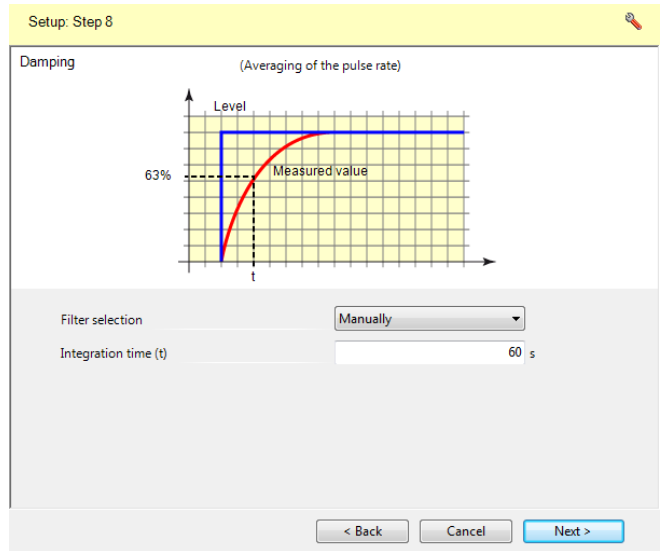 Setup: Step 8
Damping
(Averaging of the pulse rate)
Level
63%
Measured value
t
Filter selection
Manually
Integration time (t)
60 s
< Back
Cancel
Next >